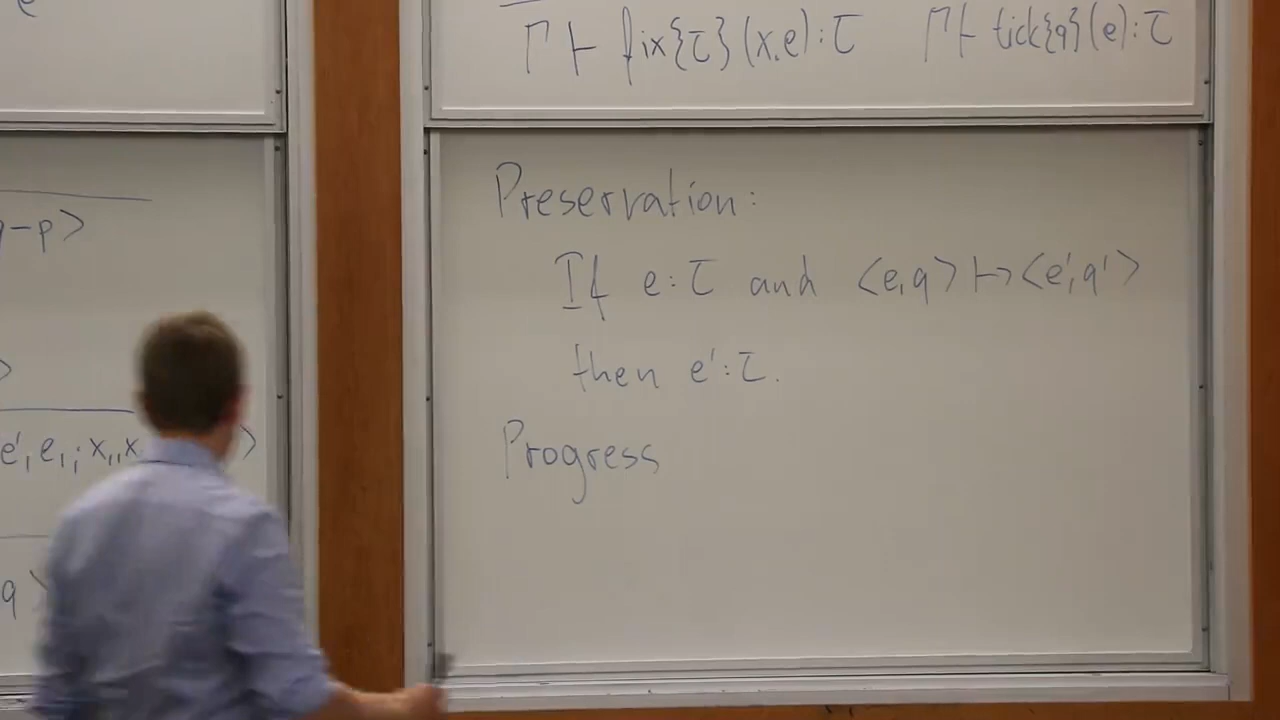 e
-p>
>
e', e₁; x₁, x >
q >
Γ ⊢ fix{τ}(x.e) : τ Γ ⊢ tick{q}(e) : τ
Preservation:
If e : τ and <e,q> ↦ <e',q'>
then e' : τ.
Progress